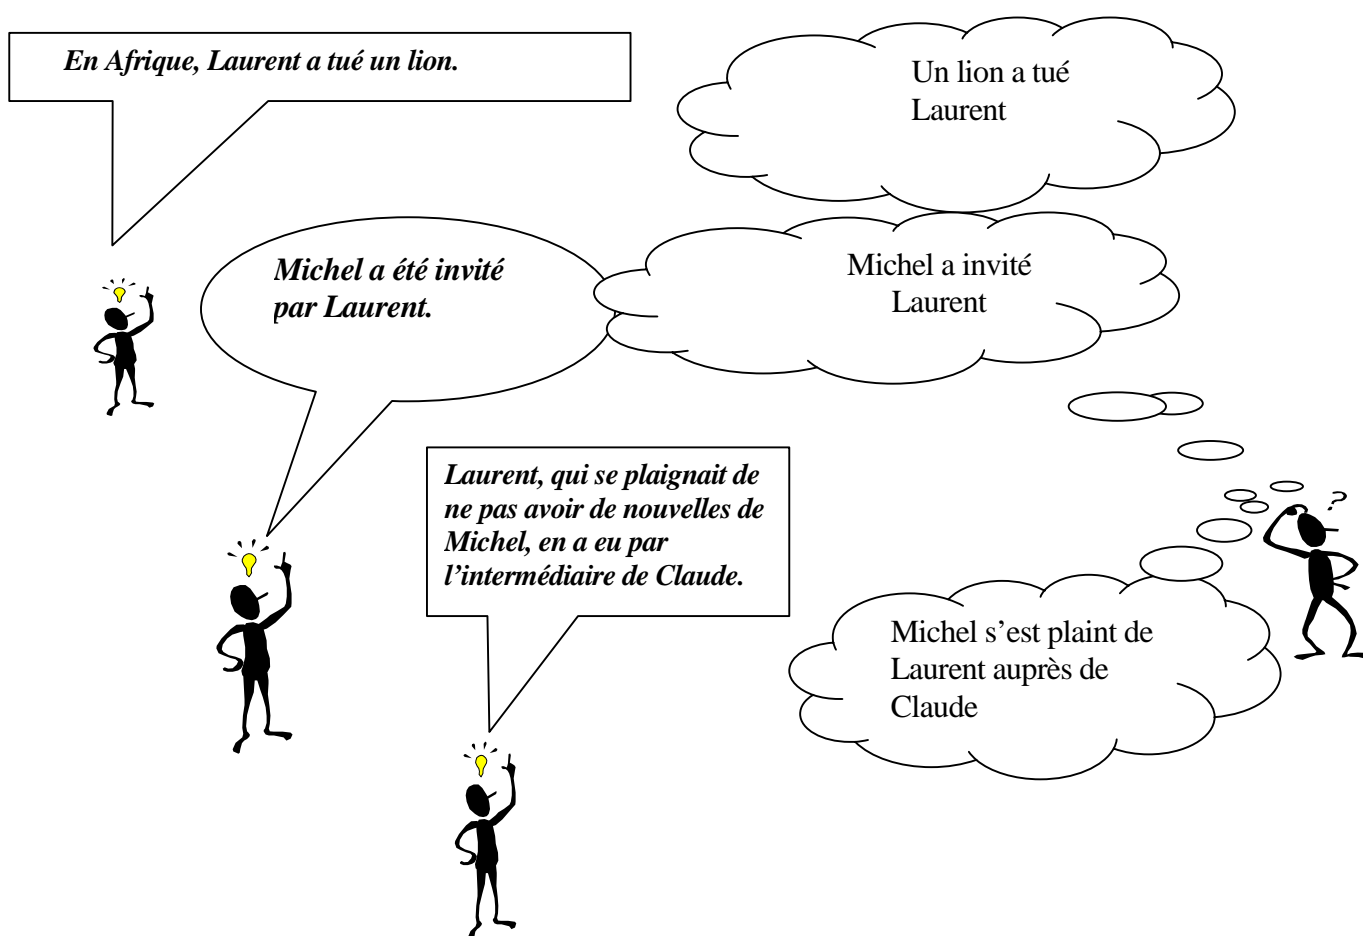 En Afrique, Laurent a tué un lion.
Un lion a tué
Laurent
Michel a été invité
par Laurent.
Michel a invité
Laurent
Laurent, qui se plaignait de
ne pas avoir de nouvelles de
Michel, en a eu par
l’intermédiaire de Claude.
?
Michel s’est plaint de
Laurent auprès de
Claude